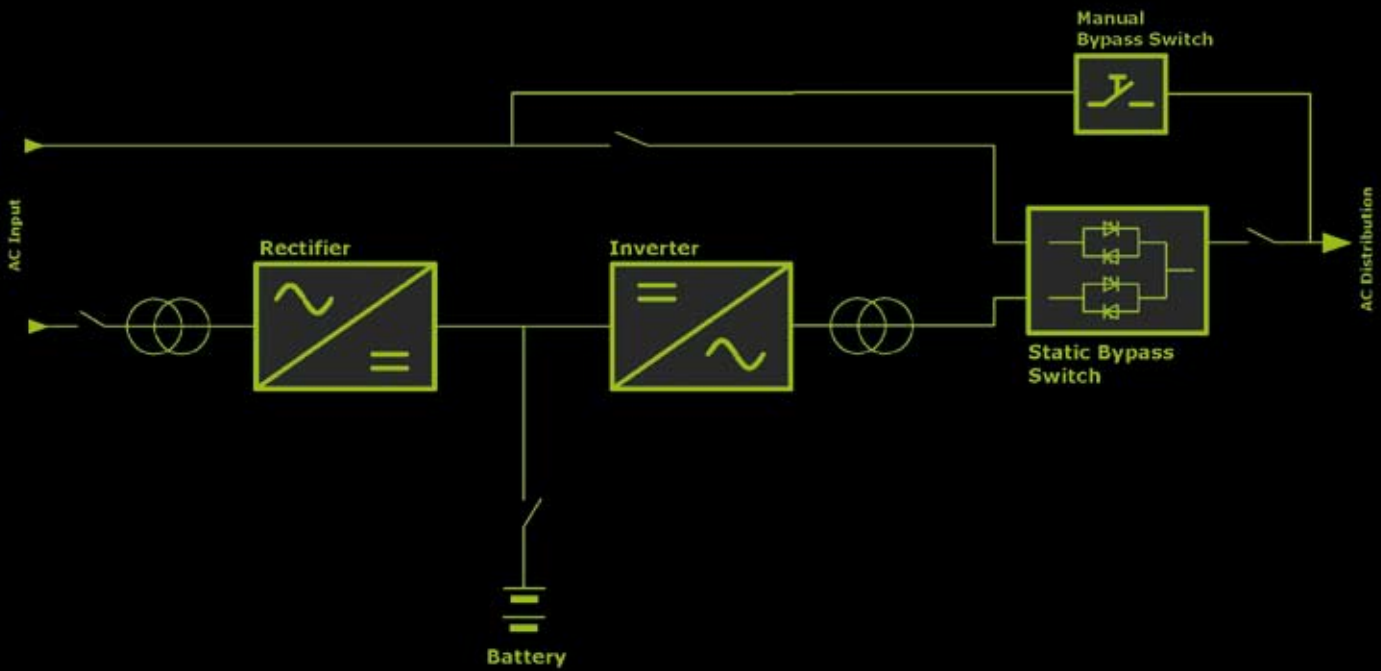 Manual
Bypass Switch
AC Input
Rectifier
Inverter
AC Distribution
Static Bypass
Switch
Battery